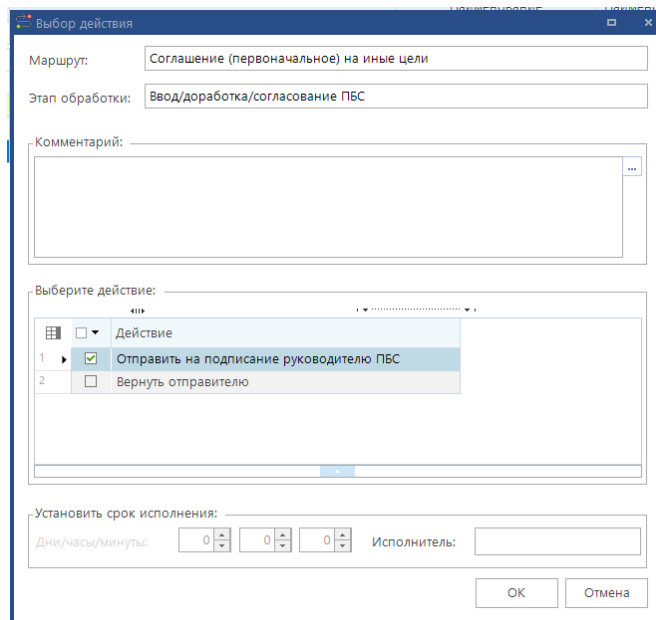 Выбор действия
Маршрут: Соглашение (первоначальное) на иные цели
Этап обработки: Ввод/доработка/согласование ПБС
Комментарий:
...
Выберите действие:
Действие
1 Отправить на подписание руководителю ПБС
2 Вернуть отправителю
Установить срок исполнения:
Дни/часы/минуты: 0 0 0 Исполнитель:
ОК Отмена